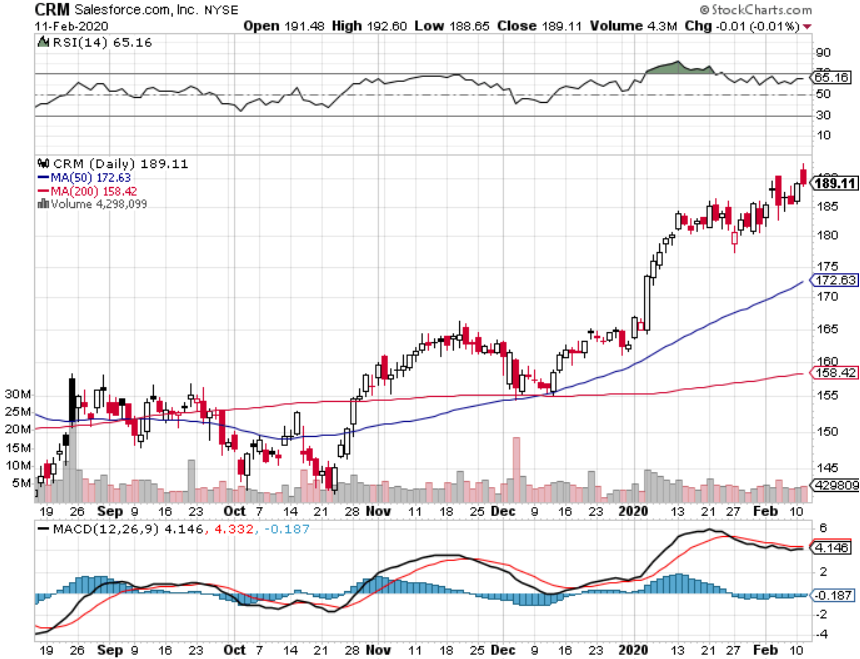 CRM Salesforce.com, Inc. NYSE © StockCharts.com
11-Feb-2020 Open 191.48 High 192.60 Low 188.65 Close 189.11 Volume 4.3M Chg -0.01 (-0.01%)
RSI(14) 65.16
90
65.16
50
30
10
CRM (Daily) 189.11
MA(50) 172.63
MA(200) 158.42
Volume 4,298,099
189.11
185
180
175
172.63
170
165
160
158.42
30M 155
25M
20M 150
15M
10M 145
5M 429809
19 26 Sep 9 16 23 Oct 7 14 21 28 Nov 11 18 25 Dec 9 16 23 2020 13 21 27 Feb 10
MACD(12,26,9) 4.146, 4.332, -0.187
6
4.146
2
-0.187
-2
-4
19 26 Sep 9 16 23 Oct 7 14 21 28 Nov 11 18 25 Dec 9 16 23 2020 13 21 27 Feb 10